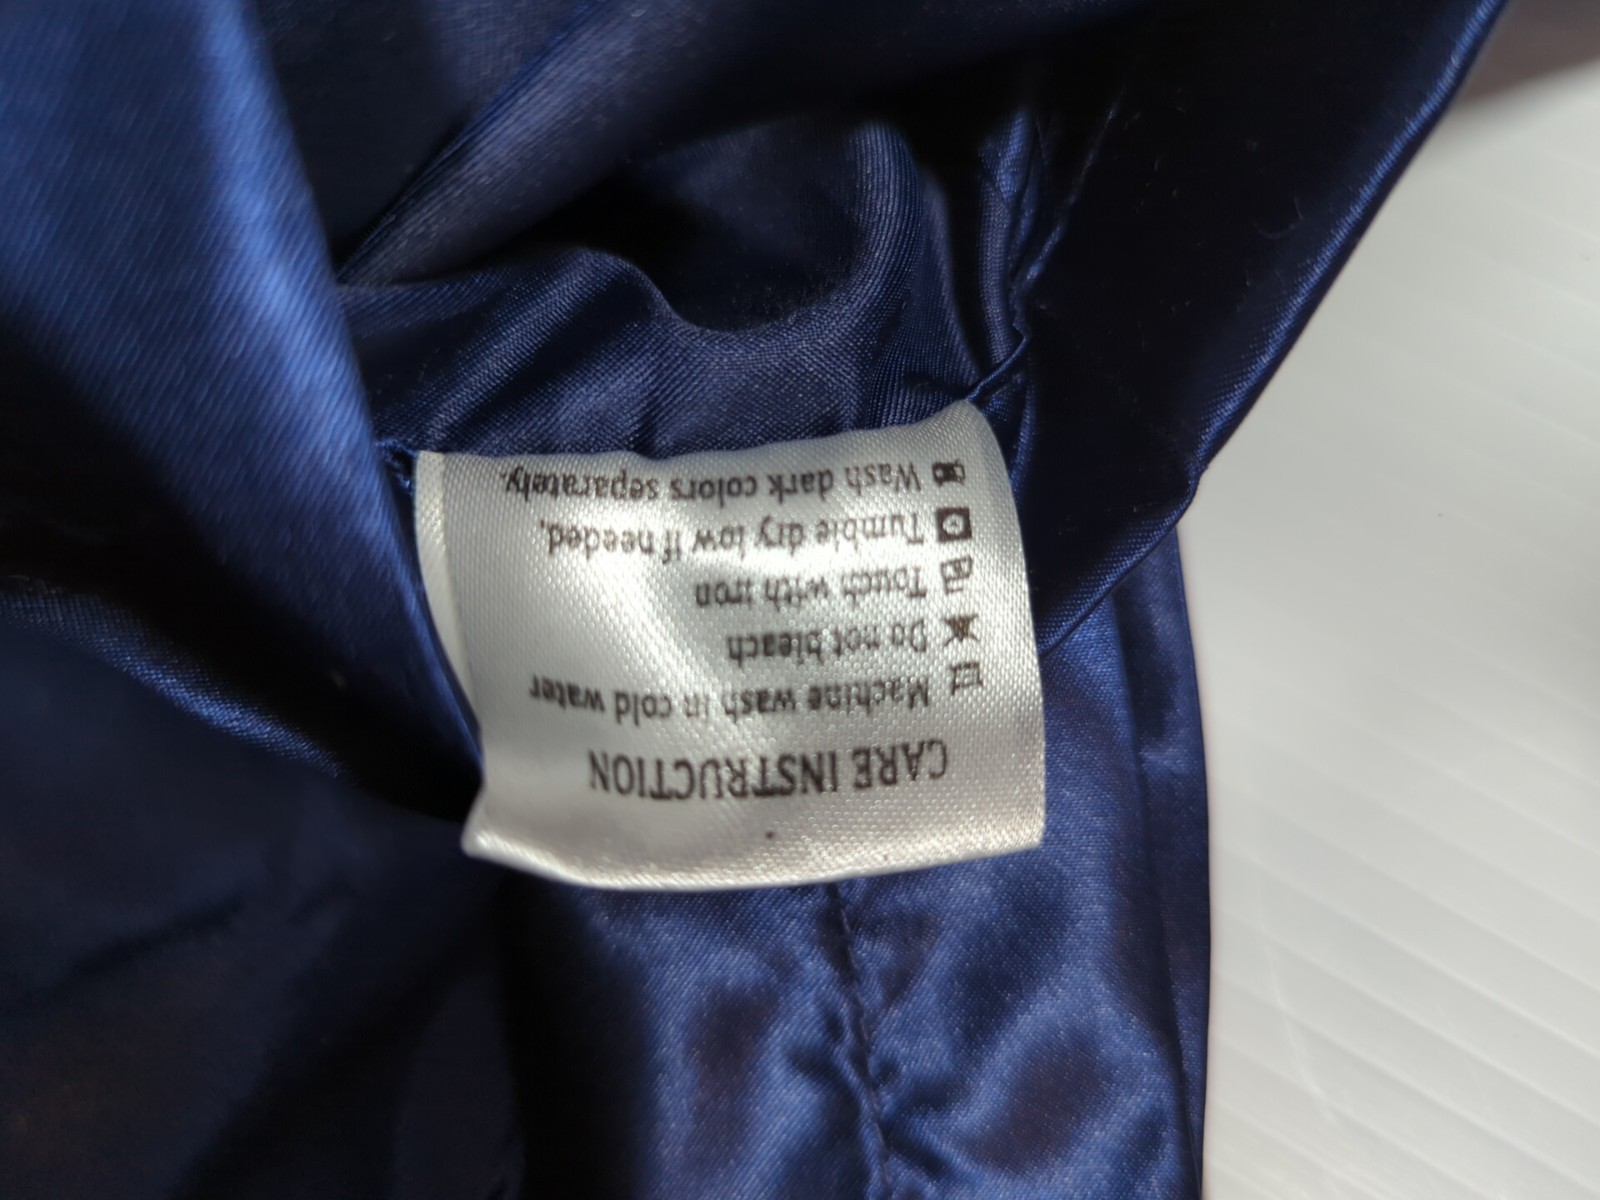 CARE INSTRUCTION
Machine wash in cold water
Do not bleach
Touch with iron
Tumble dry low if needed,
Wash dark colors separately.